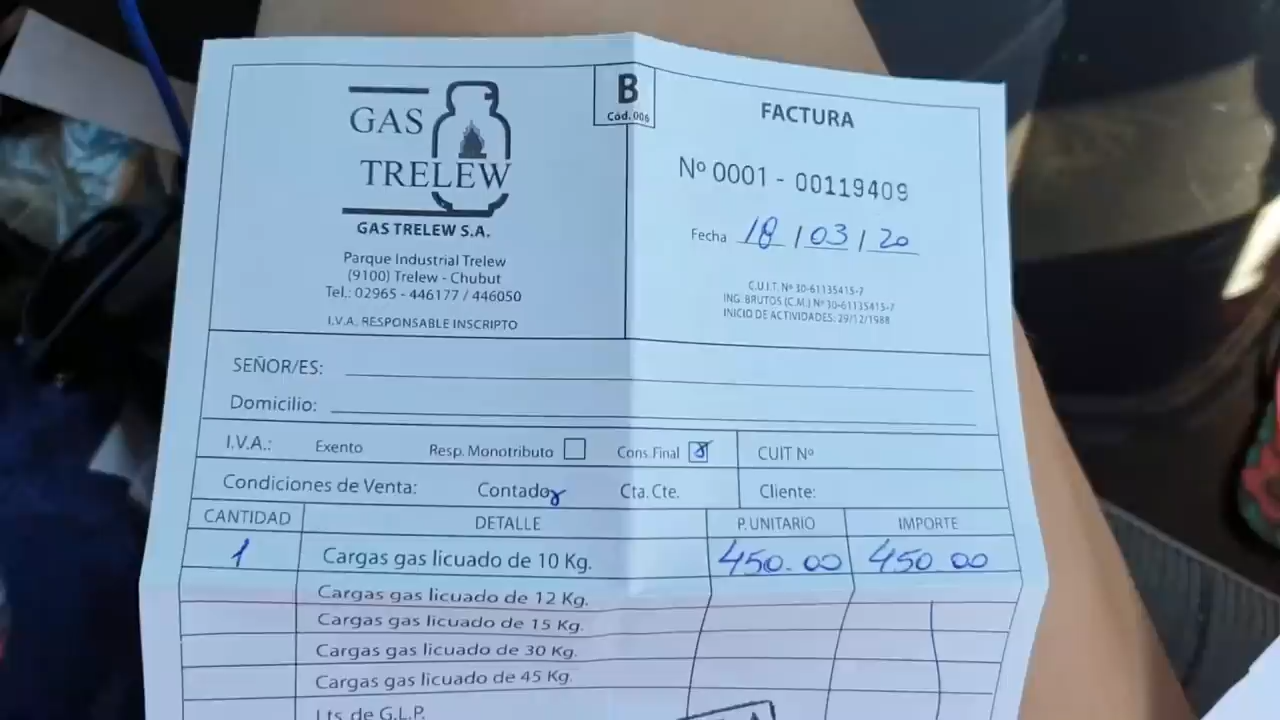 GAS
TRELEW
GAS TRELEW S.A.
Parque Industrial Trelew
(9100) Trelew - Chubut
Tel.: 02965 - 446177 / 446050
I.V.A. RESPONSABLE INSCRIPTO
B
Cód. 006
FACTURA
Nº 0001 - 00119409
Fecha 18 / 03 / 20
C.U.I.T. Nº 30-61135415-7
ING. BRUTOS (C.M.) Nº 30-61135415-7
INICIO DE ACTIVIDADES: 29/12/1988
SEÑOR/ES:
Domicilio:
I.V.A.: Exento Resp. Monotributo Cons. Final CUIT Nº
Condiciones de Venta: Contado Cta. Cte. Cliente:
CANTIDAD DETALLE P. UNITARIO IMPORTE
1 Cargas gas licuado de 10 Kg. 450.00 450 00
Cargas gas licuado de 12 Kg.
Cargas gas licuado de 15 Kg.
Cargas gas licuado de 30 Kg.
Cargas gas licuado de 45 Kg.
Lts. de G.L.P.